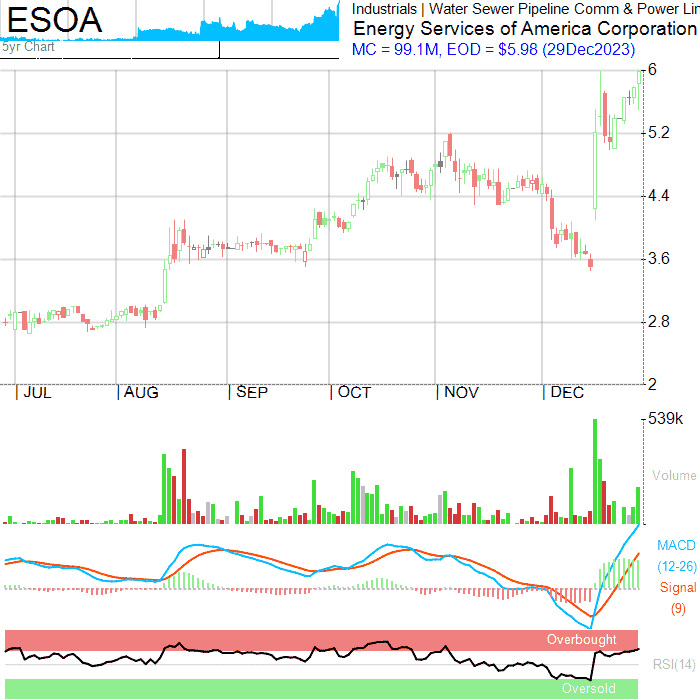 ESOA
5yr Chart
Industrials | Water Sewer Pipeline Comm & Power Lin
Energy Services of America Corporation
MC = 99.1M, EOD = $5.98 (29Dec2023)
6
5.2
4.4
3.6
2.8
2
JUL AUG SEP OCT NOV DEC
539k
Volume
MACD
(12-26)
Signal
(9)
Overbought
RSI(14)
Oversold